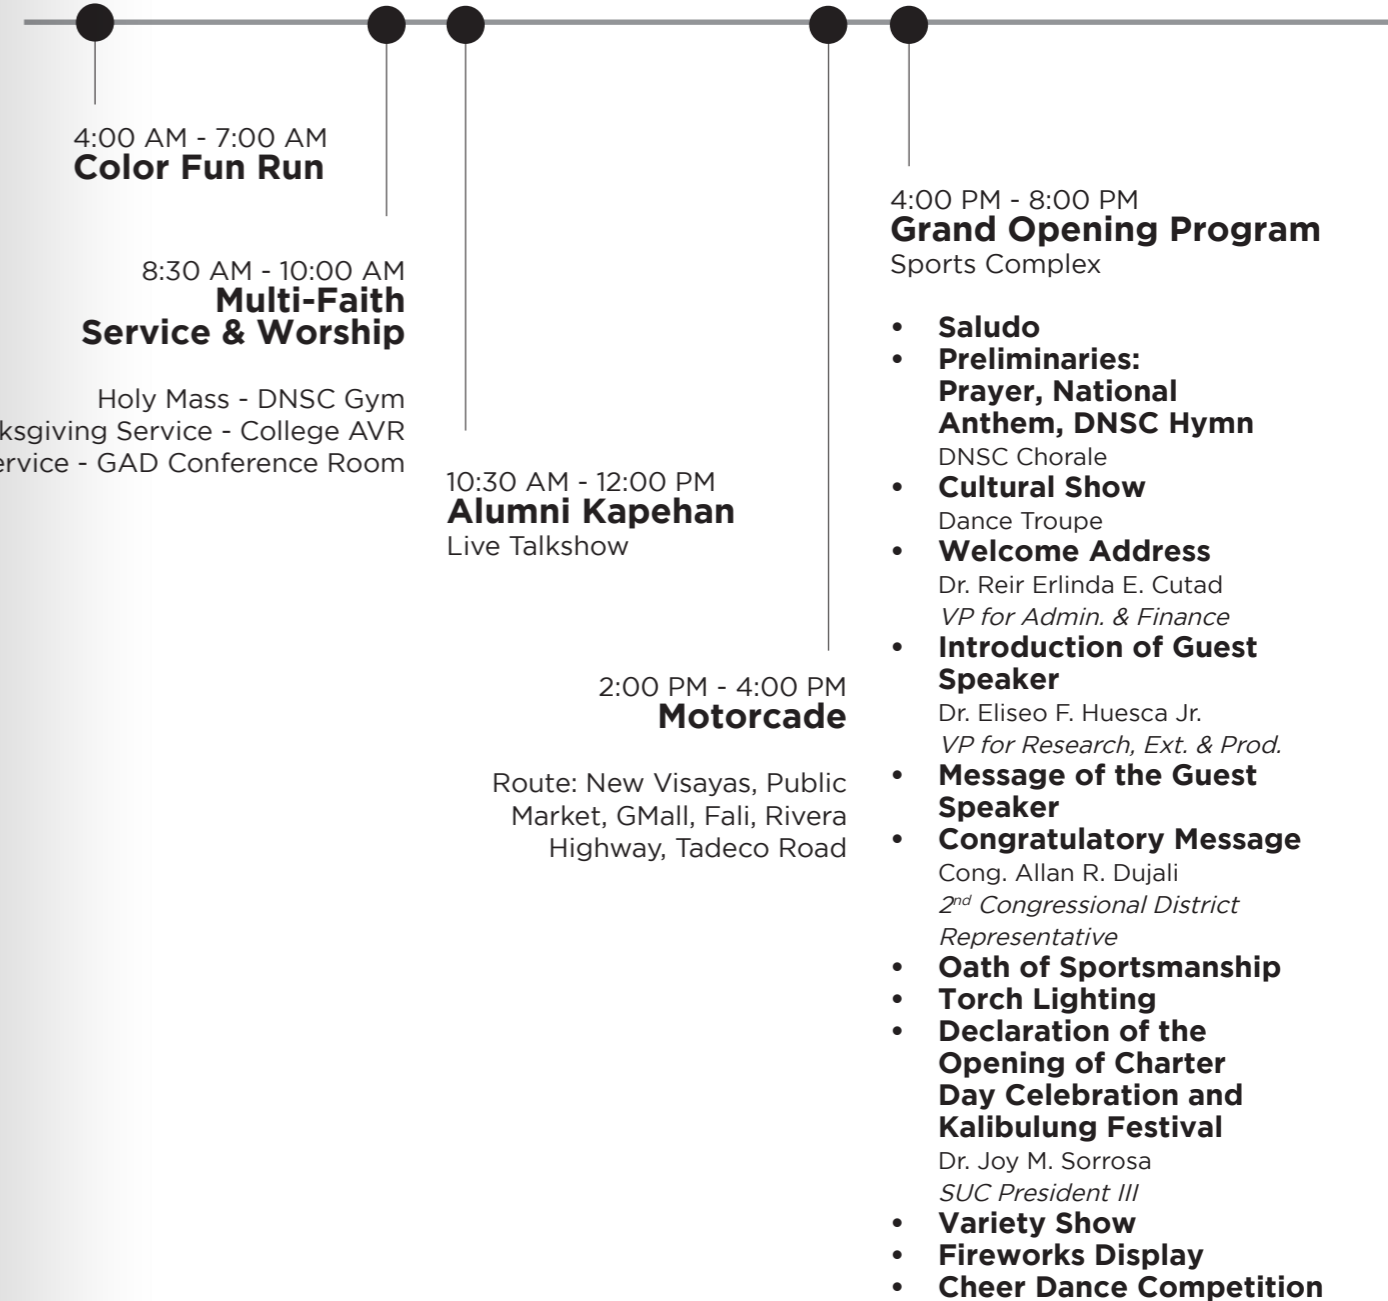 4:00 AM - 7:00 AM
Color Fun Run
8:30 AM - 10:00 AM
Multi-Faith
Service & Worship
Holy Mass - DNSC Gym
ksgiving Service - College AVR
ervice - GAD Conference Room
10:30 AM - 12:00 PM
Alumni Kapehan
Live Talkshow
2:00 PM - 4:00 PM
Motorcade
Route: New Visayas, Public
Market, GMall, Fali, Rivera
Highway, Tadeco Road
4:00 PM - 8:00 PM
Grand Opening Program
Sports Complex
• Saludo
• Preliminaries:
Prayer, National
Anthem, DNSC Hymn
DNSC Chorale
• Cultural Show
Dance Troupe
• Welcome Address
Dr. Reir Erlinda E. Cutad
VP for Admin. & Finance
• Introduction of Guest
Speaker
Dr. Eliseo F. Huesca Jr.
VP for Research, Ext. & Prod.
• Message of the Guest
Speaker
• Congratulatory Message
Cong. Allan R. Dujali
2nd Congressional District
Representative
• Oath of Sportsmanship
• Torch Lighting
• Declaration of the
Opening of Charter
Day Celebration and
Kalibulung Festival
Dr. Joy M. Sorrosa
SUC President III
• Variety Show
• Fireworks Display
• Cheer Dance Competition